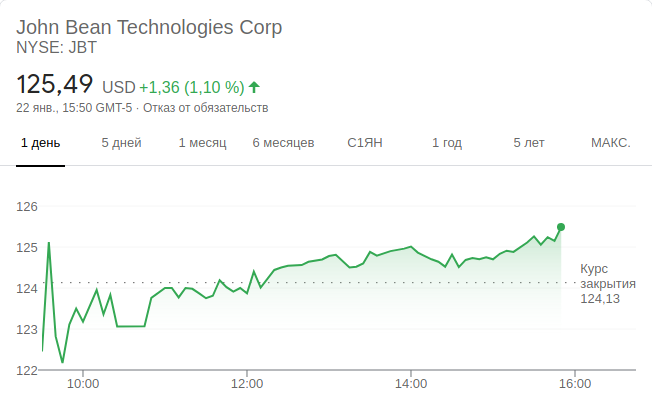 John Bean Technologies Corp
NYSE: JBT
125,49 USD +1,36 (1,10 %)
22 янв., 15:50 GMT-5 · Отказ от обязательств
1 день 5 дней 1 месяц 6 месяцев С1ЯН 1 год 5 лет МАКС.
126
125
124
123
122
Курс
закрытия
124,13
10:00 12:00 14:00 16:00